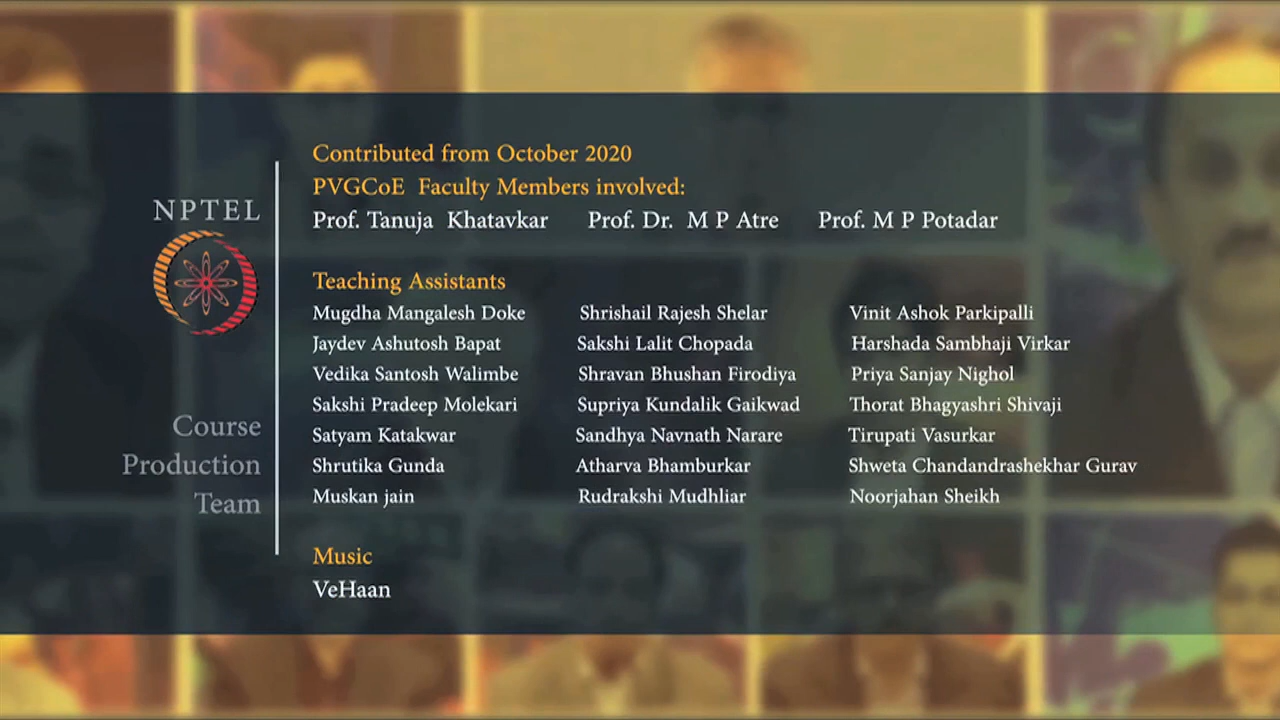 NPTEL
Course
Production
Team
Contributed from October 2020
PVGCoE Faculty Members involved:
Prof. Tanuja Khatavkar Prof. Dr. M P Atre Prof. M P Potadar
Teaching Assistants
Mugdha Mangalesh Doke Shrishail Rajesh Shelar Vinit Ashok Parkipalli
Jaydev Ashutosh Bapat Sakshi Lalit Chopada Harshada Sambhaji Virkar
Vedika Santosh Walimbe Shravan Bhushan Firodiya Priya Sanjay Nighol
Sakshi Pradeep Molekari Supriya Kundalik Gaikwad Thorat Bhagyashri Shivaji
Satyam Katakwar Sandhya Navnath Narare Tirupati Vasurkar
Shrutika Gunda Atharva Bhamburkar Shweta Chandandrashekhar Gurav
Muskan jain Rudrakshi Mudhliar Noorjahan Sheikh
Music
VeHaan